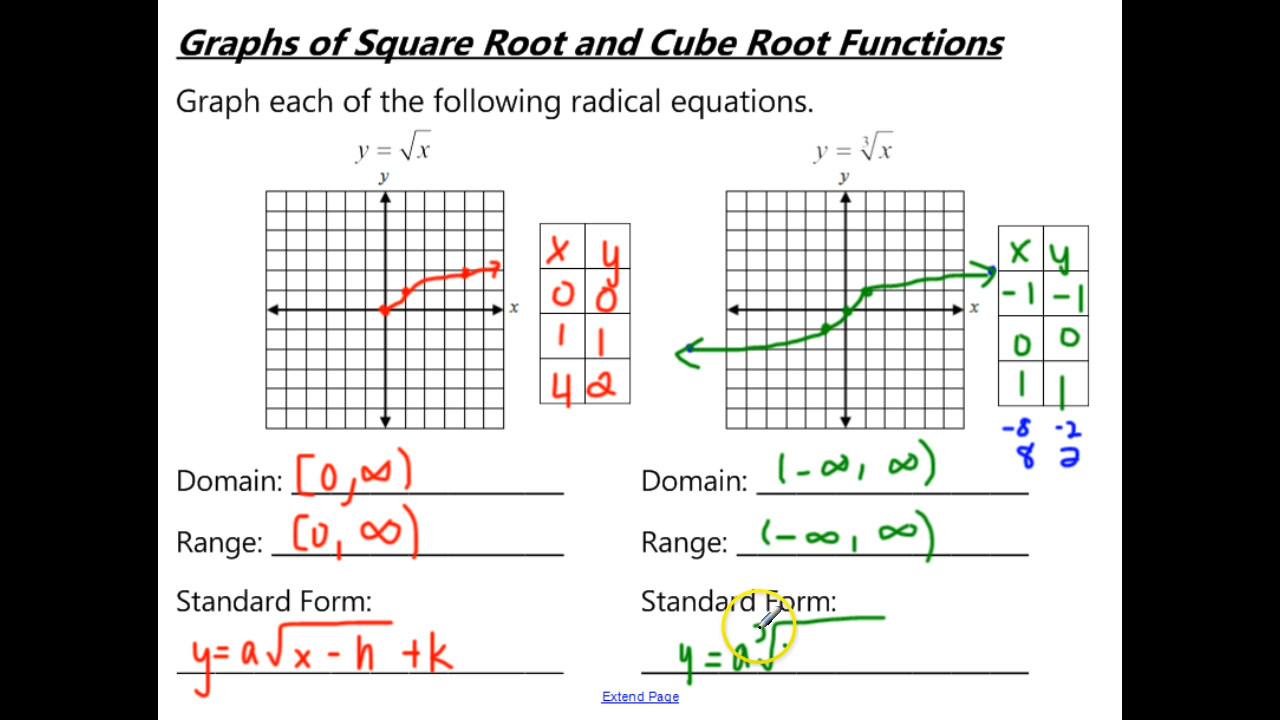 Graphs of Square Root and Cube Root Functions
Graph each of the following radical equations.
y = √x
y
x
x y
0 0
1 1
4 2
Domain: [0, ∞)
Range: [0, ∞)
Standard Form:
y = a√x - h + k
y = ∛x
y
x
x y
-1 -1
0 0
1 1
-8 -2
8 2
Domain: (-∞, ∞)
Range: (-∞, ∞)
Standard Form:
y = a∛
Extend Page